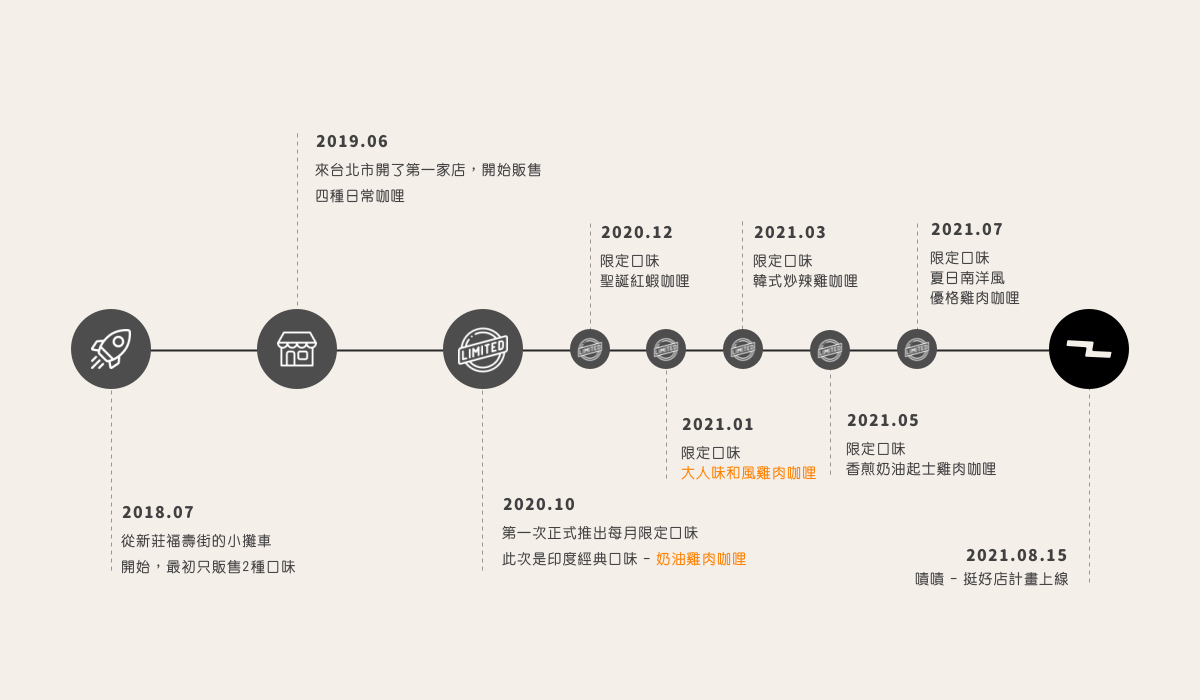 2019.06
來台北市開了第一家店，開始販售
四種日常咖哩
2020.12
限定口味
聖誕紅蝦咖哩
2021.03
限定口味
韓式炒辣雞咖哩
2021.07
限定口味
夏日南洋風
優格雞肉咖哩
LIMITED
LIMITED
LIMITED
LIMITED
LIMITED
LIMITED
2021.01
限定口味
大人味和風雞肉咖哩
2021.05
限定口味
香煎奶油起士雞肉咖哩
2018.07
從新莊福壽街的小攤車
開始，最初只販售2種口味
2020.10
第一次正式推出每月限定口味
此次是印度經典口味 - 奶油雞肉咖哩
2021.08.15
嘖嘖 - 挺好店計畫上線